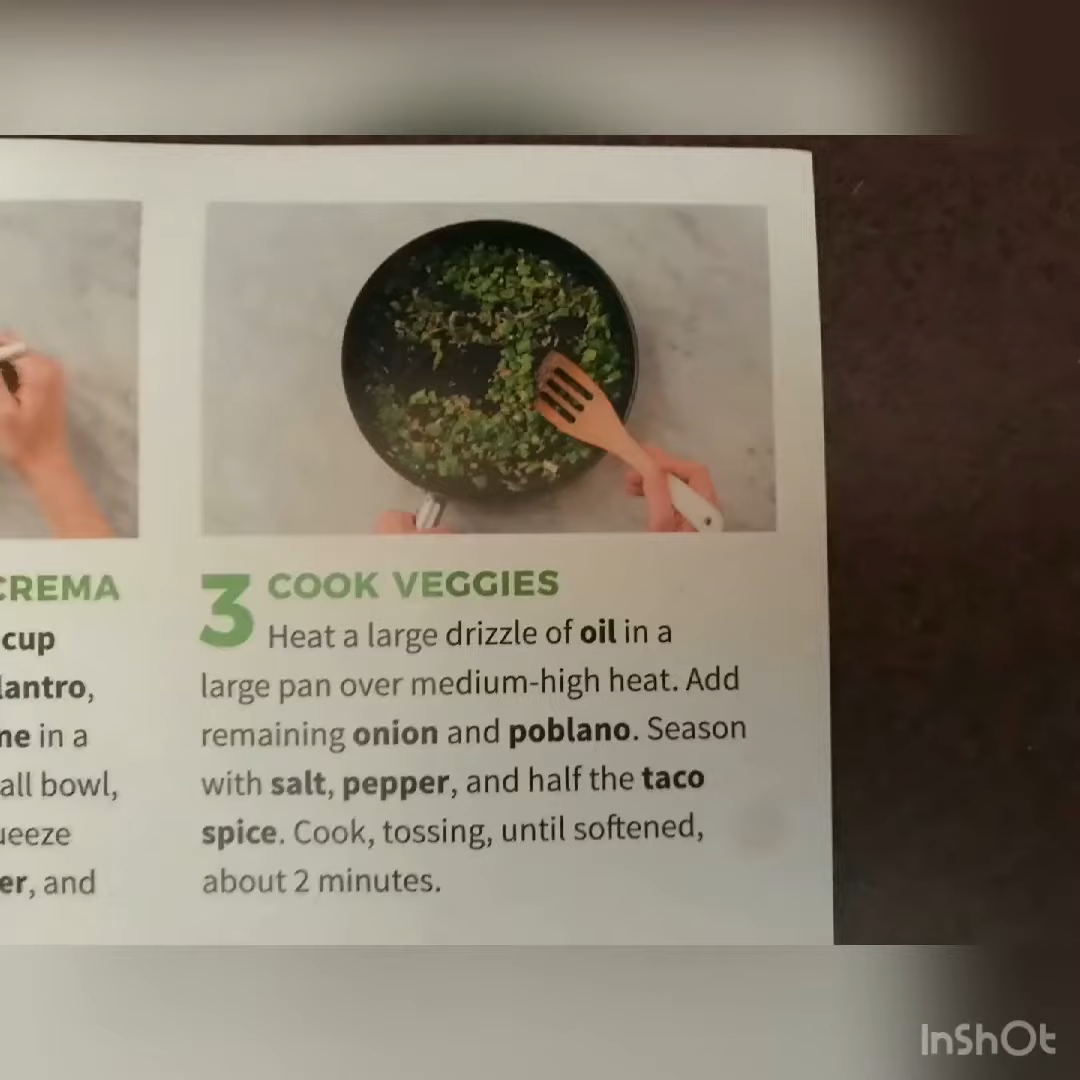 CREMA
cup
lantro,
me in a
all bowl,
ueeze
er, and
3 COOK VEGGIES
Heat a large drizzle of oil in a
large pan over medium-high heat. Add
remaining onion and poblano. Season
with salt, pepper, and half the taco
spice. Cook, tossing, until softened,
about 2 minutes.
InShOt